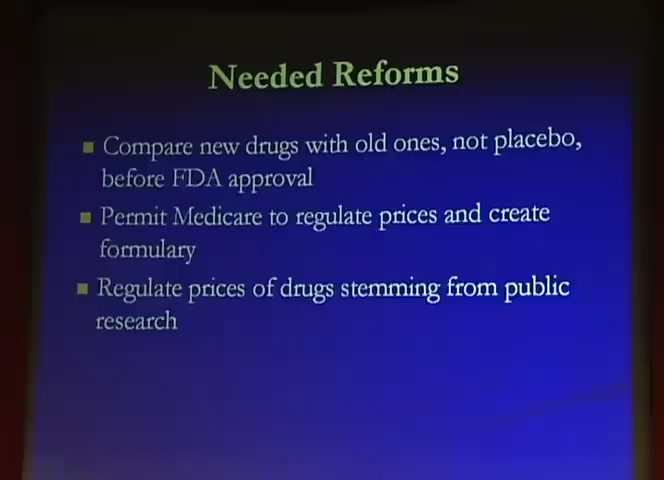 Needed Reforms
Compare new drugs with old ones, not placebo,
before FDA approval
Permit Medicare to regulate prices and create
formulary
Regulate prices of drugs stemming from public
research